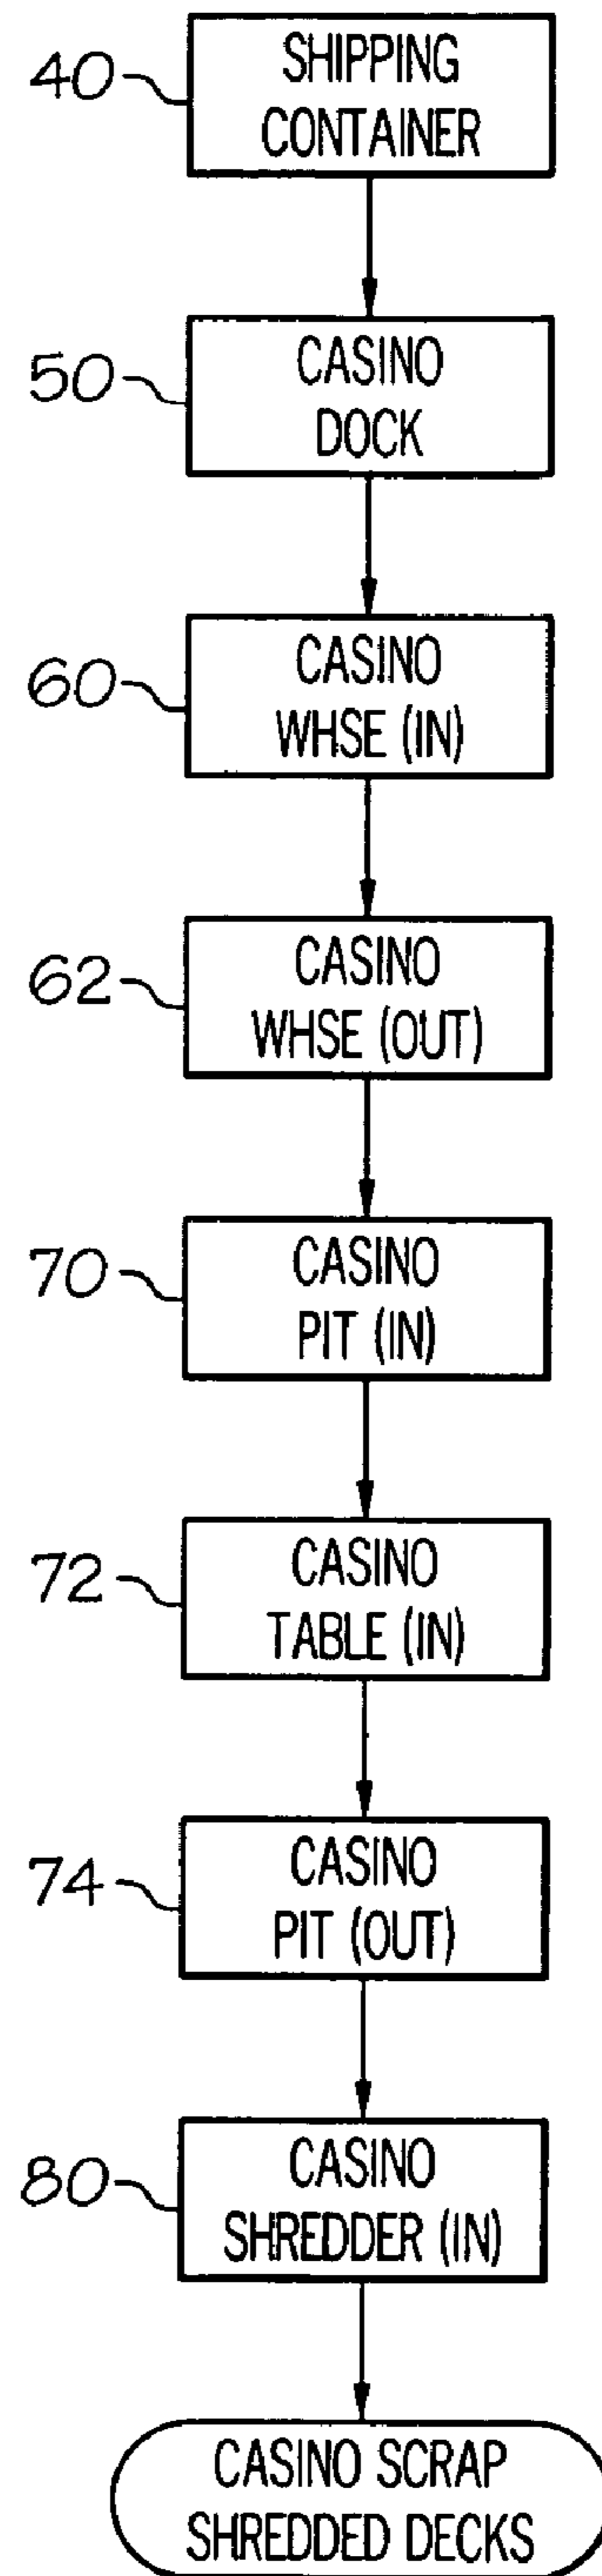 40
SHIPPING
CONTAINER
50
CASINO
DOCK
60
CASINO
WHSE (IN)
62
CASINO
WHSE (OUT)
70
CASINO
PIT (IN)
72
CASINO
TABLE (IN)
74
CASINO
PIT (OUT)
80
CASINO
SHREDDER (IN)
CASINO SCRAP
SHREDDED DECKS